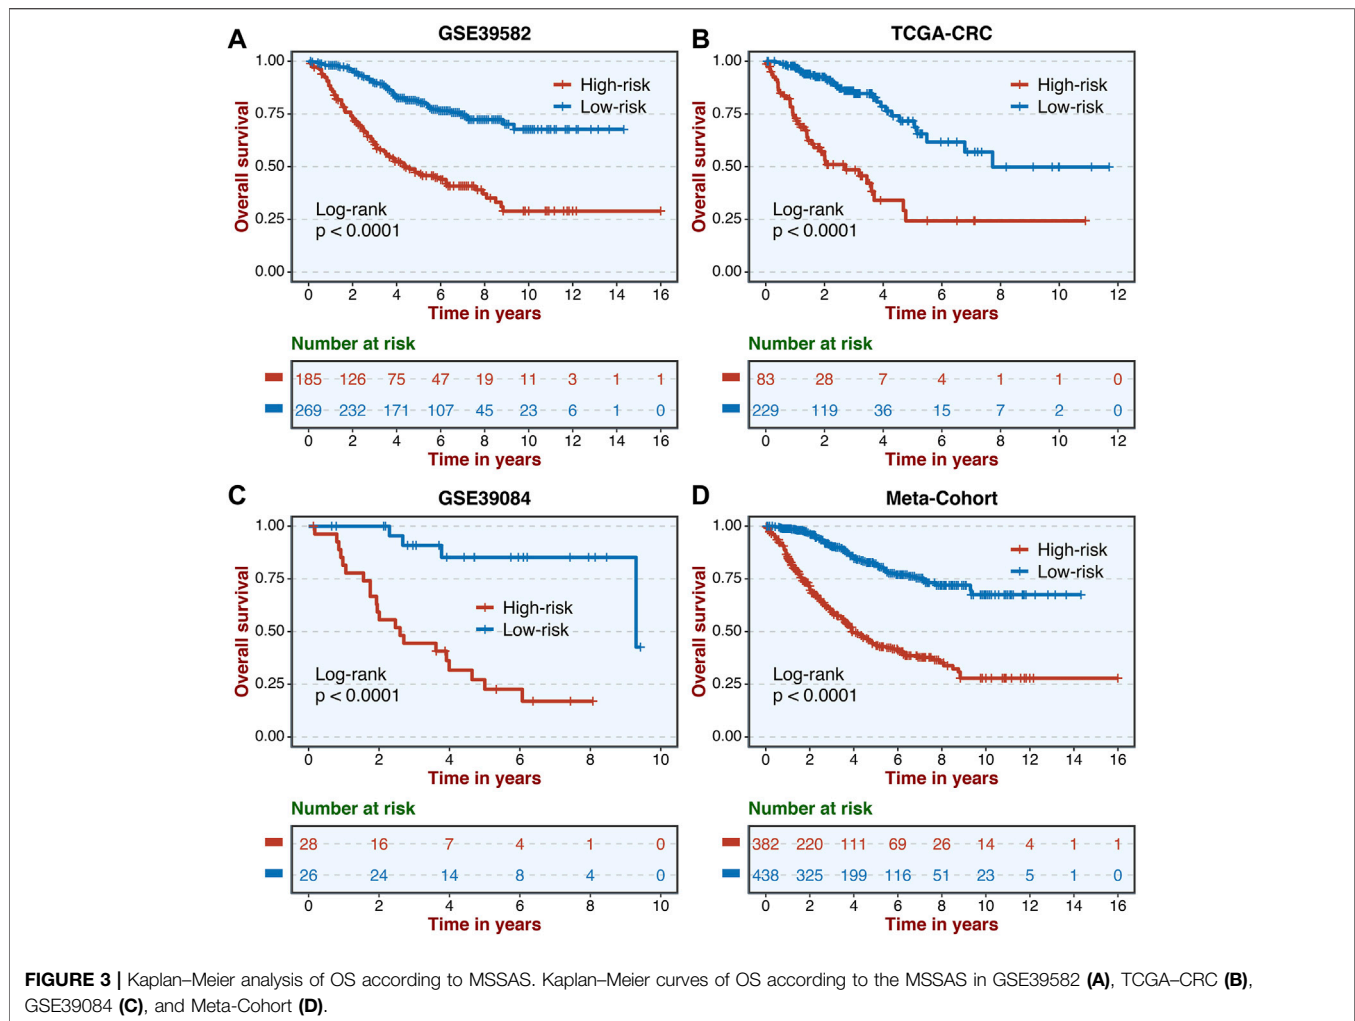 A
GSE39582
1.00
0.75
0.50
0.25
0.00
Overall survival
High-risk
Low-risk
Log-rank
p < 0.0001
0 2 4 6 8 10 12 14 16
Time in years
Number at risk
185 126 75 47 19 11 3 1 1
269 232 171 107 45 23 6 1 0
0 2 4 6 8 10 12 14 16
Time in years
B
TCGA-CRC
1.00
0.75
0.50
0.25
0.00
Overall survival
High-risk
Low-risk
Log-rank
p < 0.0001
0 2 4 6 8 10 12
Time in years
Number at risk
83 28 7 4 1 1 0
229 119 36 15 7 2 0
0 2 4 6 8 10 12
Time in years
C
GSE39084
1.00
0.75
0.50
0.25
0.00
Overall survival
High-risk
Low-risk
Log-rank
p < 0.0001
0 2 4 6 8 10
Time in years
Number at risk
28 16 7 4 1 0
26 24 14 8 4 0
0 2 4 6 8 10
Time in years
D
Meta-Cohort
1.00
0.75
0.50
0.25
0.00
Overall survival
High-risk
Low-risk
Log-rank
p < 0.0001
0 2 4 6 8 10 12 14 16
Time in years
Number at risk
382 220 111 69 26 14 4 1 1
438 325 199 116 51 23 5 1 0
0 2 4 6 8 10 12 14 16
Time in years
FIGURE 3 | Kaplan–Meier analysis of OS according to MSSAS. Kaplan–Meier curves of OS according to the MSSAS in GSE39582 (A), TCGA–CRC (B),
GSE39084 (C), and Meta-Cohort (D).